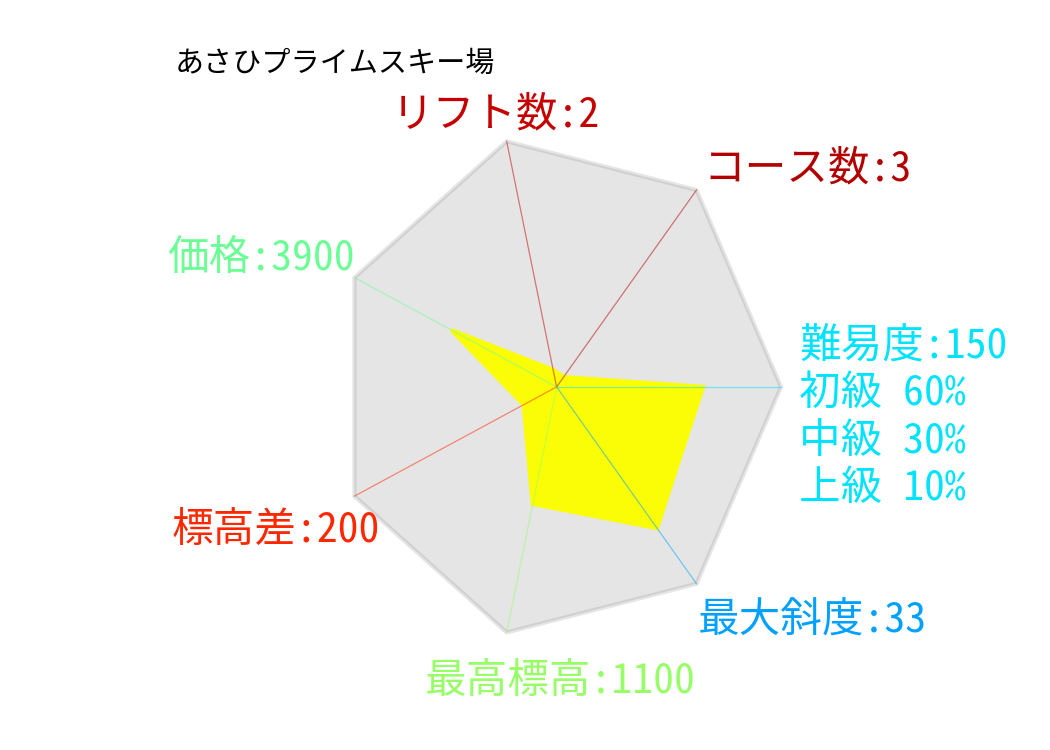 あさひプライムスキー場
リフト数:2
コース数:3
価格:3900
難易度:150
初級 60%
中級 30%
上級 10%
標高差:200
最大斜度:33
最高標高:1100